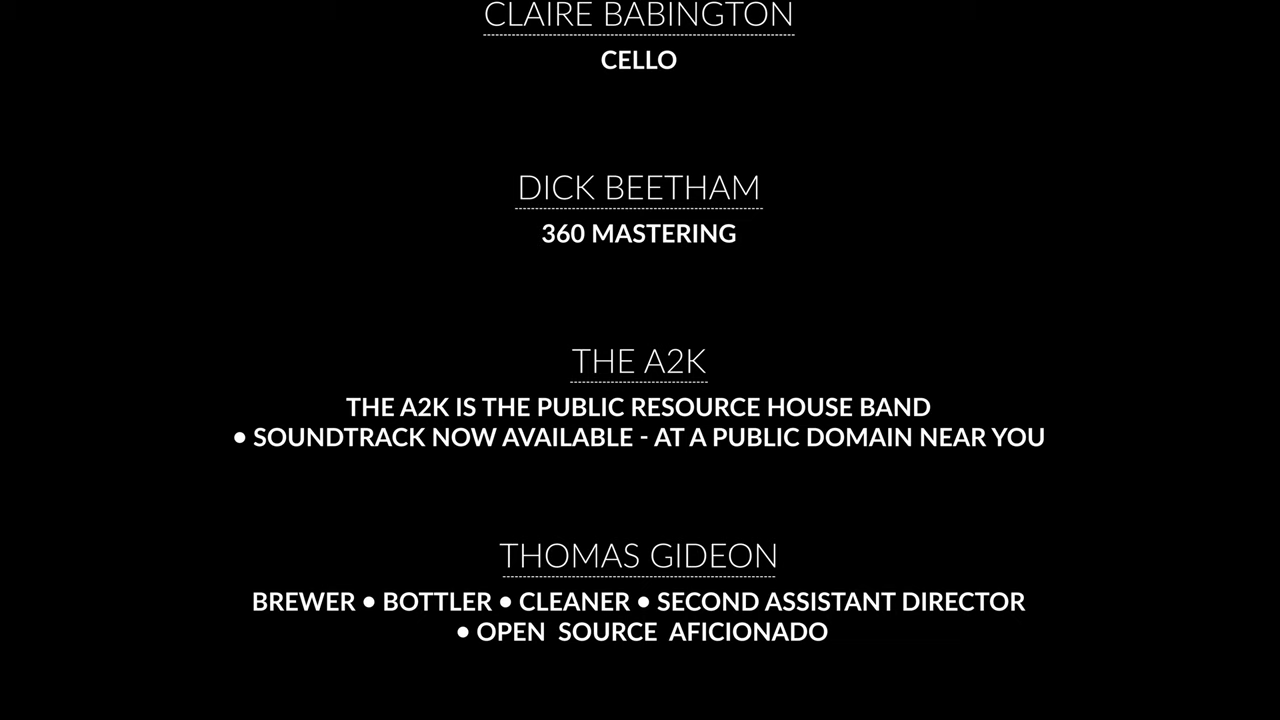 CLAIRE BABINGTON
CELLO
DICK BEETHAM
360 MASTERING
THE A2K
THE A2K IS THE PUBLIC RESOURCE HOUSE BAND
• SOUNDTRACK NOW AVAILABLE - AT A PUBLIC DOMAIN NEAR YOU
THOMAS GIDEON
BREWER • BOTTLER • CLEANER • SECOND ASSISTANT DIRECTOR
• OPEN SOURCE AFICIONADO